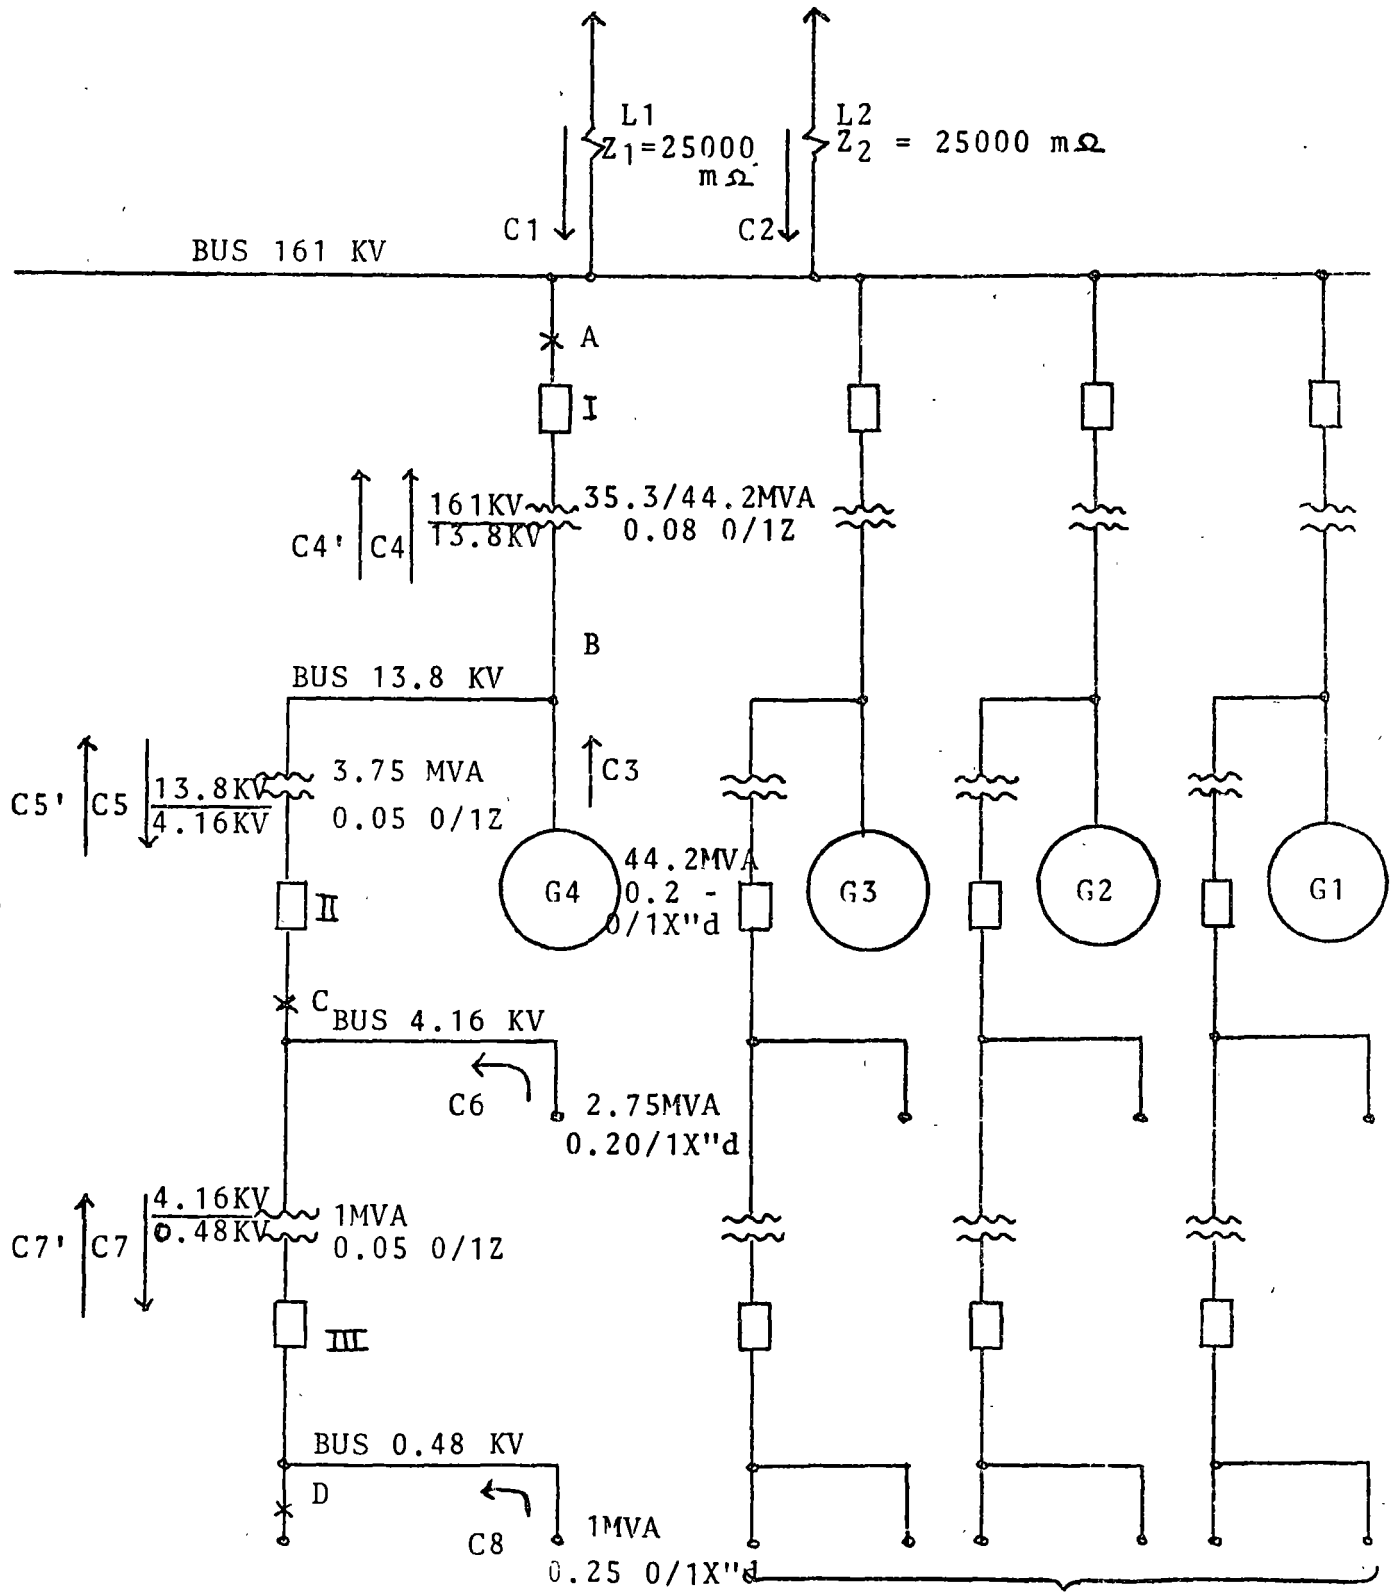 L1
Z1=25000
mΩ
L2
Z2 = 25000 mΩ
C1
C2
BUS 161 KV
A
I
C4' C4
161KV
13.8KV
35.3/44.2MVA
0.08 0/1Z
B
BUS 13.8 KV
C5' C5
13.8KV
4.16KV
3.75 MVA
0.05 0/1Z
C3
G4
44.2MVA
0.2 -
0/1X"d
G3
G2
G1
II
C
BUS 4.16 KV
C6
2.75MVA
0.20/1X"d
C7' C7
4.16KV
0.48KV
1MVA
0.05 0/1Z
III
BUS 0.48 KV
D
C8
1MVA
0.25 0/1X"d